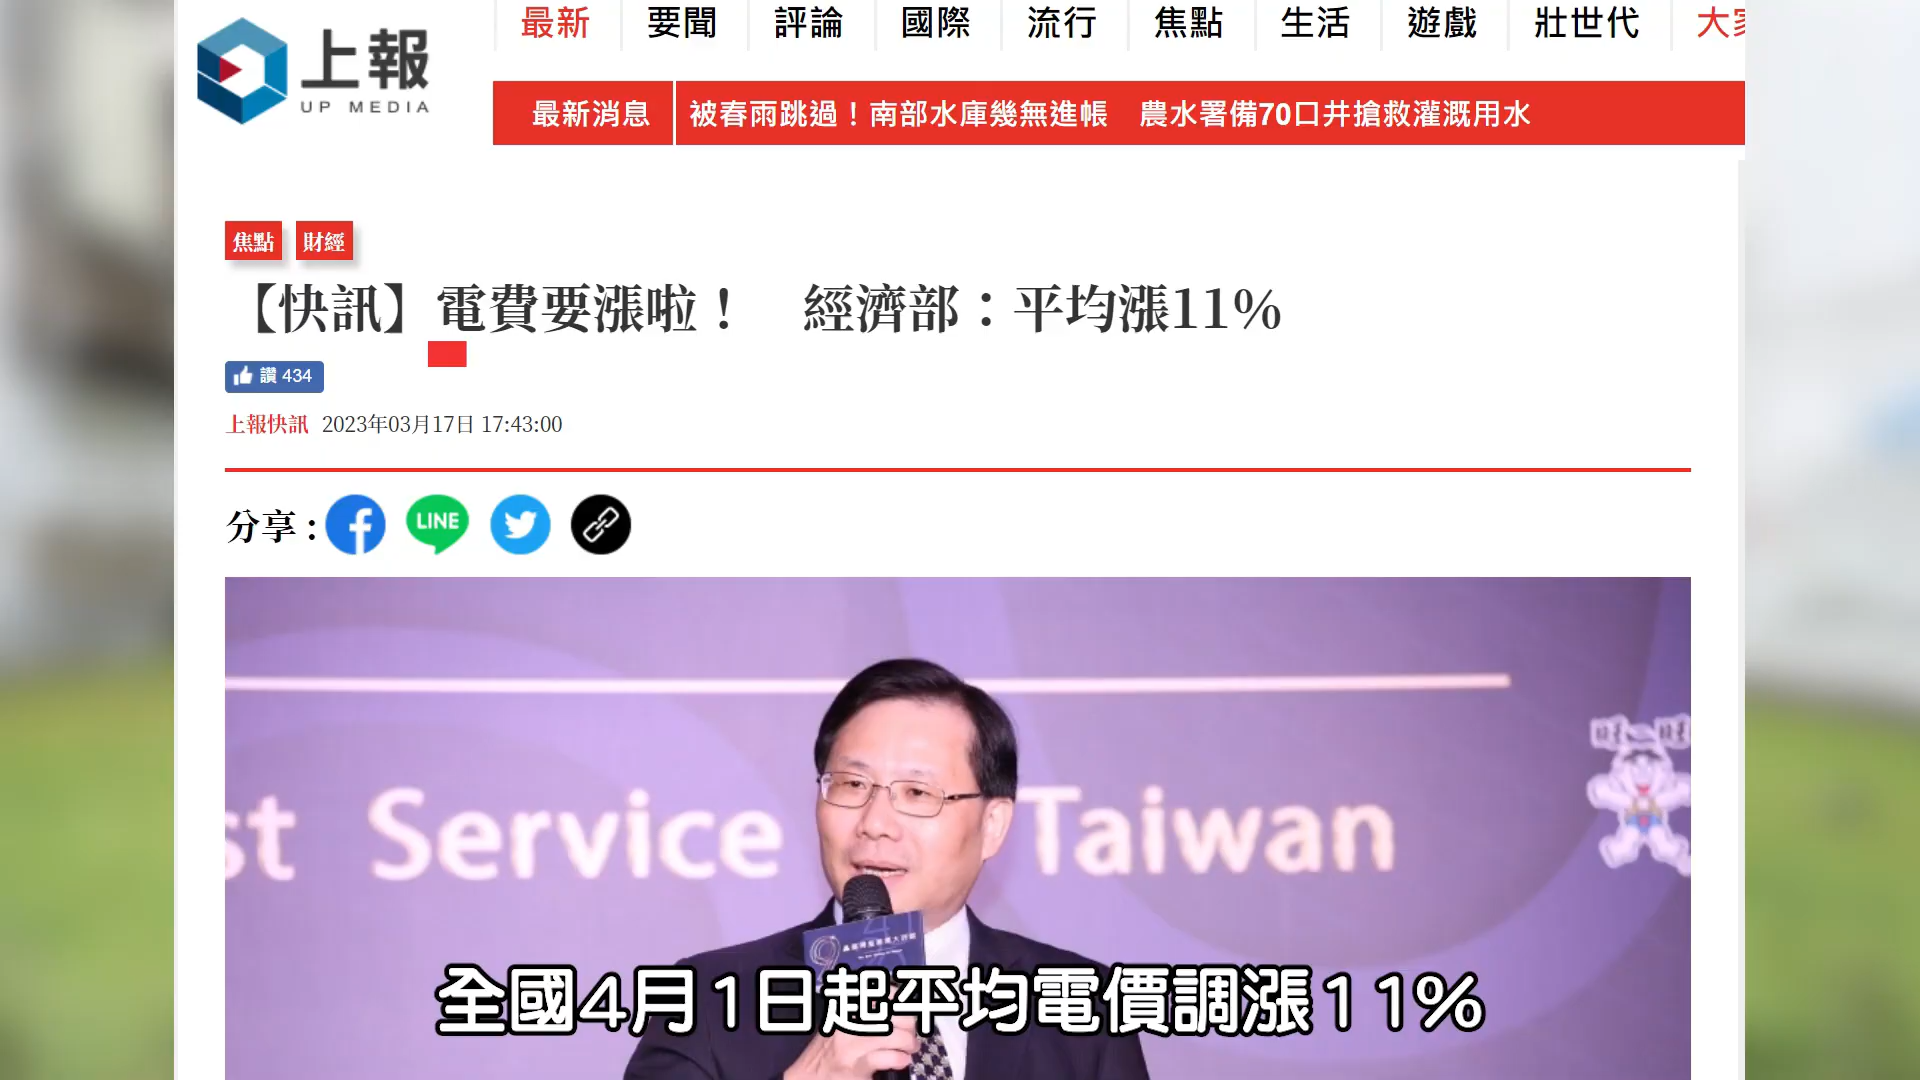 上報
UP MEDIA
最新 要聞 評論 國際 流行 焦點 生活 遊戲 壯世代 大家
最新消息 被春雨跳過！南部水庫幾無進帳 農水署備70口井搶救灌溉用水
焦點 財經
【快訊】電費要漲啦！ 經濟部：平均漲11%
讚 434
上報快訊 2023年03月17日 17:43:00
分享 :
LINE
st Service Taiwan
旺 旺
全國4月1日起平均電價調漲11%